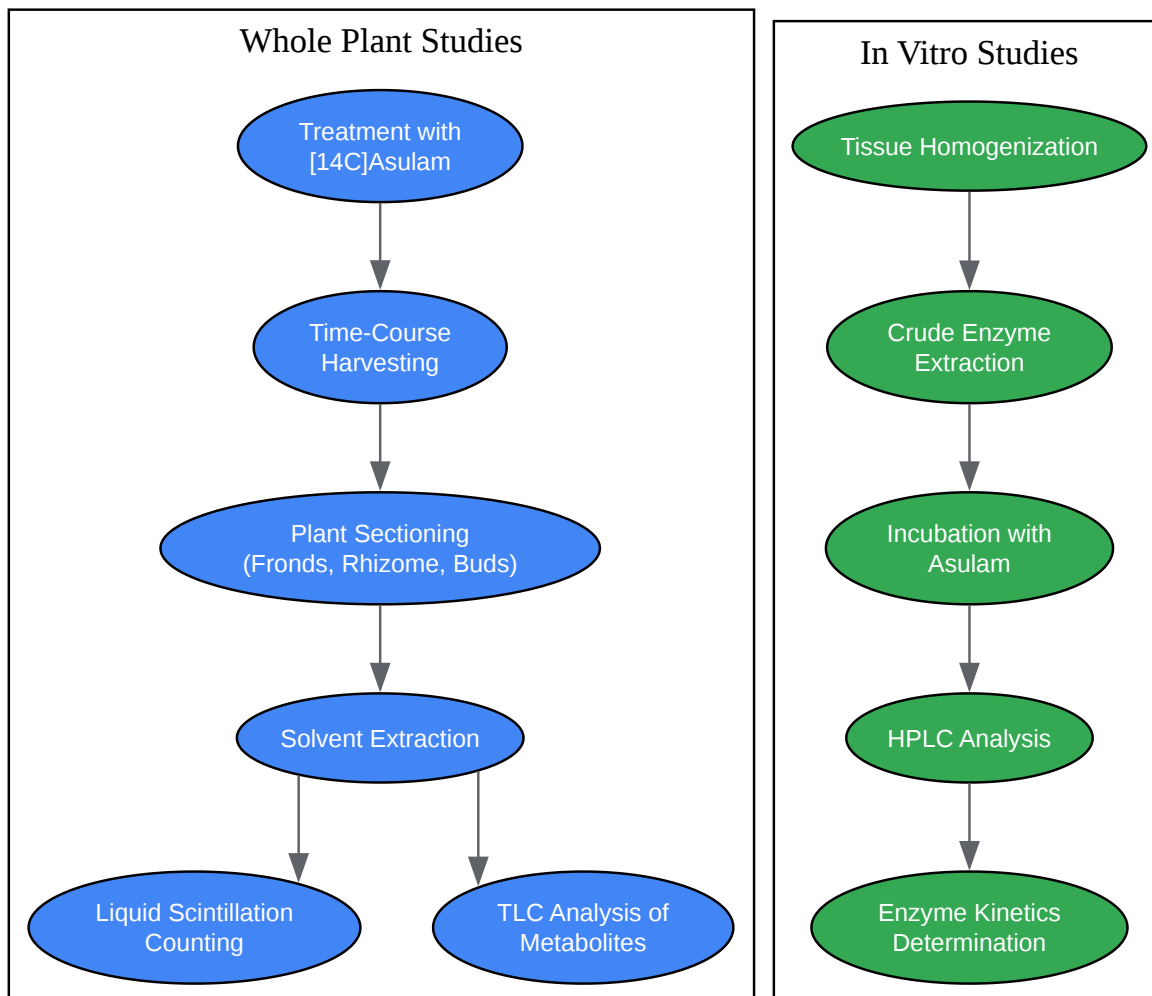 Whole Plant Studies
Treatment with
[14C]Asulam
Time-Course
Harvesting
Plant Sectioning
(Fronds, Rhizome, Buds)
Solvent Extraction
Liquid Scintillation
Counting
TLC Analysis of
Metabolites
In Vitro Studies
Tissue Homogenization
Crude Enzyme
Extraction
Incubation with
Asulam
HPLC Analysis
Enzyme Kinetics
Determination